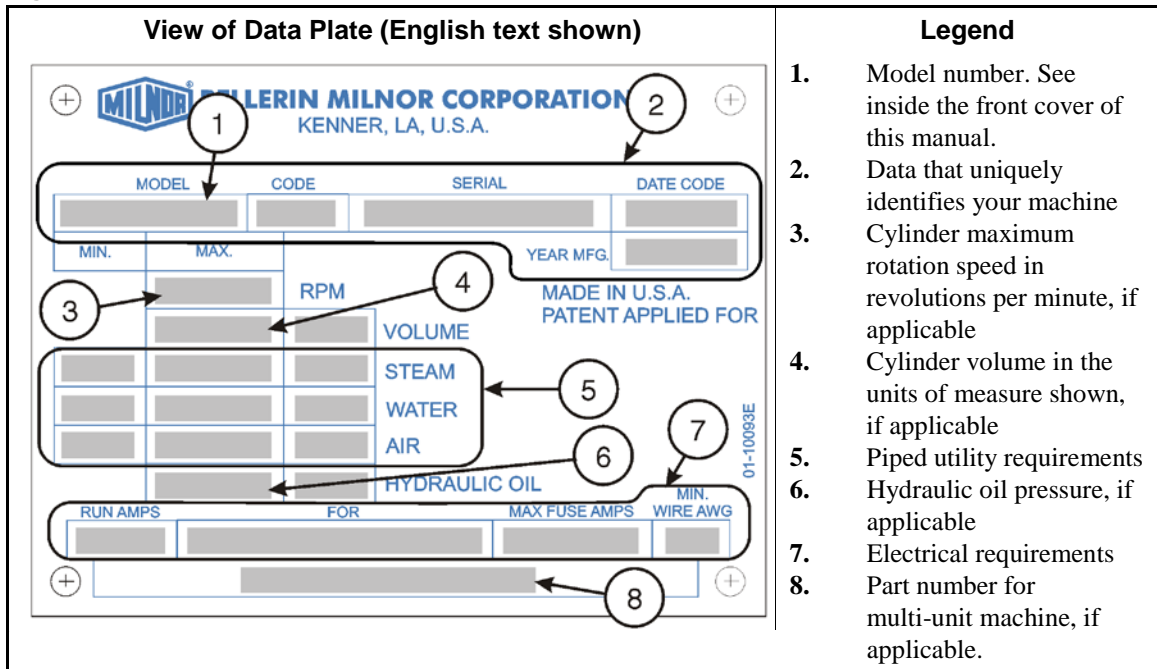 View of Data Plate (English text shown)
MILNOR®
PELLERIN MILNOR CORPORATION
KENNER, LA, U.S.A.
1
2
MODEL CODE SERIAL DATE CODE
MIN. MAX. YEAR MFG.
3
RPM
4
MADE IN U.S.A.
PATENT APPLIED FOR
VOLUME
STEAM
5
WATER
AIR
6
7
01-10093E
HYDRAULIC OIL
RUN AMPS FOR MAX FUSE AMPS MIN.
WIRE AWG
8
Legend
1. Model number. See
inside the front cover of
this manual.
2. Data that uniquely
identifies your machine
3. Cylinder maximum
rotation speed in
revolutions per minute, if
applicable
4. Cylinder volume in the
units of measure shown,
if applicable
5. Piped utility requirements
6. Hydraulic oil pressure, if
applicable
7. Electrical requirements
8. Part number for
multi-unit machine, if
applicable.